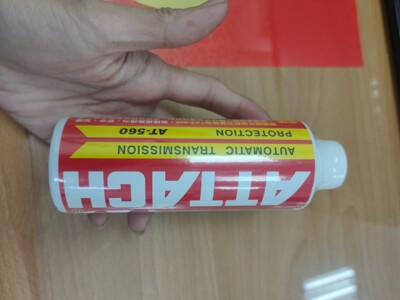 ATTACH
AUTOMATIC TRANSMISSION
PROTECTION AT-560